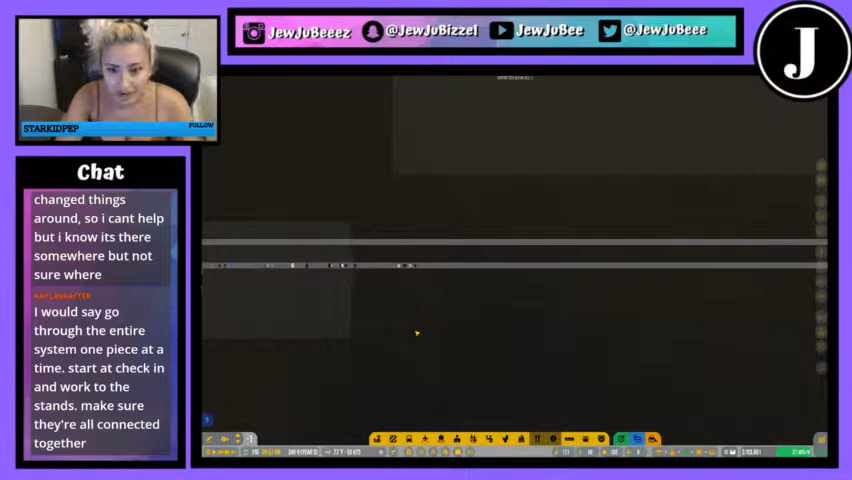 JewJuBeeez
@JewJuBizzel
JewJuBee
@JewJuBeee
J
STARKIDPEP
FOLLOW
Chat
changed things
around, so i cant help
but i know its there
somewhere but not
sure where
KAYLEKRAFTER
I would say go
through the entire
system one piece at a
time. start at check in
and work to the
stands. make sure
they're all connected
together
-1